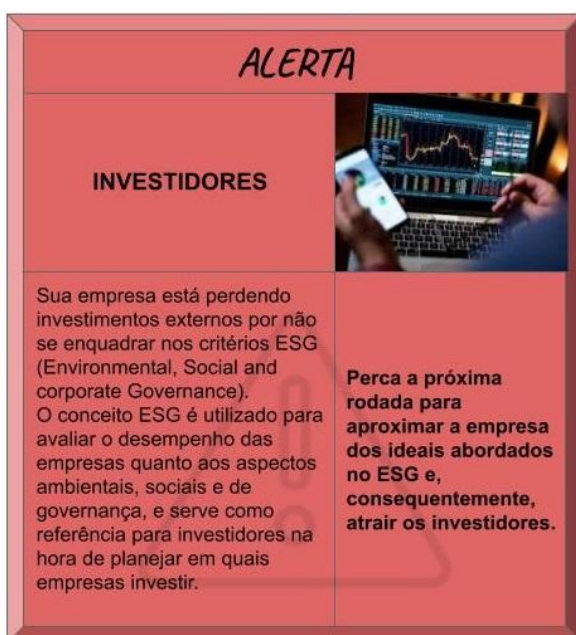 ALERTA
INVESTIDORES
Sua empresa está perdendo
investimentos externos por não
se enquadrar nos critérios ESG
(Environmental, Social and
corporate Governance).
O conceito ESG é utilizado para
avaliar o desempenho das
empresas quanto aos aspectos
ambientais, sociais e de
governança, e serve como
referência para investidores na
hora de planejar em quais
empresas investir.
Perca a próxima
rodada para
aproximar a empresa
dos ideais abordados
no ESG e,
consequentemente,
atrair os investidores.